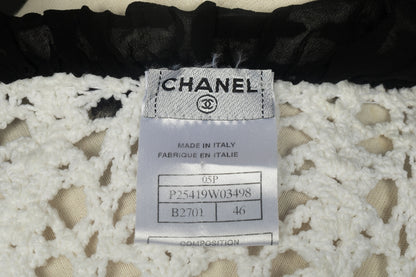 CHANEL
MADE IN ITALY
FABRIQUE EN ITALIE
05P
P25419W03498
B2701 46
COMPOSITION